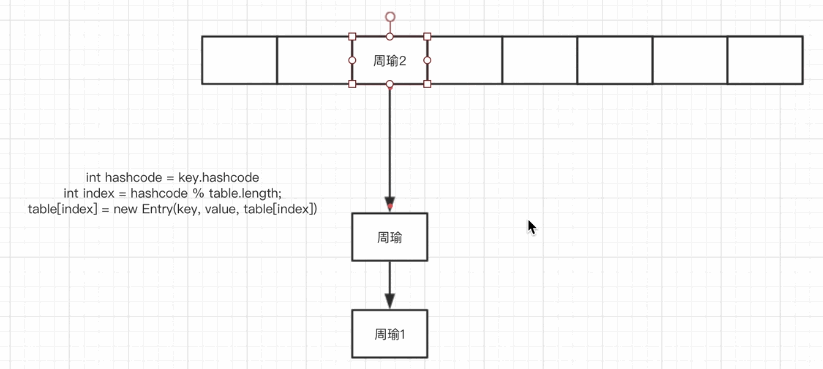 周瑜2
int hashcode = key.hashcode
int index = hashcode % table.length;
table[index] = new Entry(key, value, table[index])
周瑜
周瑜1